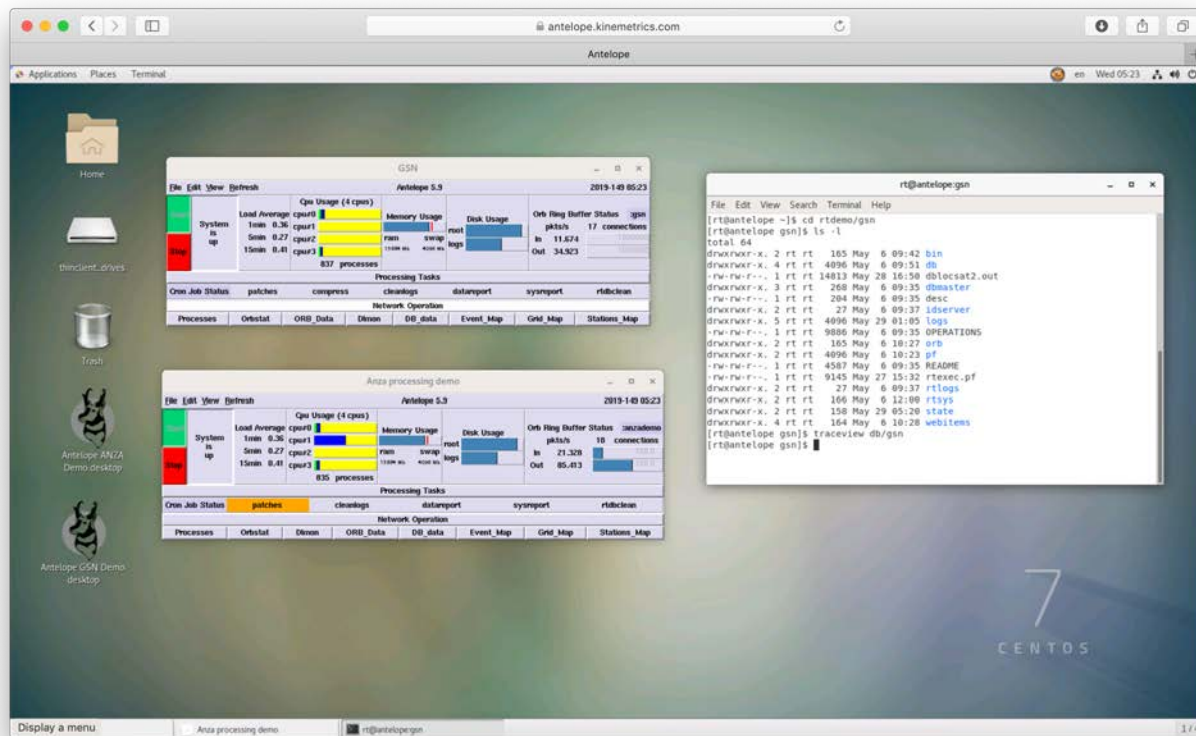 antelope.kinemetrics.com
Antelope
Applications Places Terminal
en Wed 05:23
Home
thinclient_drives
Trash
Antelope ANZA
Demo.desktop
Antelope GSN Demo
desktop
GSN
File Edit View Refresh Antelope 5.9 2019-149 05:23
Cpu Usage (4 cpus)
Load Average cpu#0 Memory Usage Disk Usage Orb Ring Buffer Status :gsn
System is up
1min 0.36 cpu#1 root pkts/s 17 connections
5min 0.27 cpu#2 ram swap In 11.674
15min 0.41 cpu#3 logs Out 34.923
837 processes
Processing Tasks
Cron Job Status patches compress cleanlogs datareport sysreport rtdbclean
Network Operation
Processes Orbstat ORB_Data Dlmon DB_data Event_Map Grid_Map Stations_Map
Anza processing demo
File Edit View Refresh Antelope 5.9 2019-149 05:23
Cpu Usage (4 cpus)
Load Average cpu#0 Memory Usage Disk Usage Orb Ring Buffer Status :anzademo
System is up
1min 0.36 cpu#1 root pkts/s 18 connections
5min 0.27 cpu#2 ram swap In 21.328
15min 0.41 cpu#3 logs Out 85.413
835 processes
Processing Tasks
Cron Job Status patches cleanlogs datareport sysreport rtdbclean
Network Operation
Processes Orbstat Dlmon ORB_Data DB_data Event_Map Grid_Map Stations_Map
rt@antelope:gsn
File Edit View Search Terminal Help
[rt@antelope ~]$ cd rtdemo/gsn
[rt@antelope gsn]$ ls -l
total 64
drwxrwxr-x. 2 rt rt 165 May 6 09:42 bin
drwxrwxr-x. 4 rt rt 4096 May 6 09:51 db
-rw-rw-r--. 1 rt rt 14813 May 28 16:50 dblocsat2.out
drwxrwxr-x. 3 rt rt 268 May 6 09:35 dbmaster
-rw-rw-r--. 1 rt rt 204 May 6 09:35 desc
drwxrwxr-x. 2 rt rt 27 May 6 09:37 idserver
drwxrwxr-x. 5 rt rt 4096 May 29 01:05 logs
-rw-rw-r--. 1 rt rt 9886 May 6 09:35 OPERATIONS
drwxrwxr-x. 2 rt rt 165 May 6 10:27 orb
drwxrwxr-x. 2 rt rt 4096 May 6 10:23 pf
-rw-rw-r--. 1 rt rt 4587 May 6 09:35 README
-rw-rw-r--. 1 rt rt 9145 May 27 15:32 rtexec.pf
drwxrwxr-x. 2 rt rt 27 May 6 09:37 rtlogs
drwxrwxr-x. 2 rt rt 166 May 6 12:00 rtsys
drwxrwxr-x. 2 rt rt 158 May 29 05:20 state
drwxrwxr-x. 4 rt rt 164 May 6 10:28 webitems
[rt@antelope gsn]$ traceview db/gsn
[rt@antelope gsn]$
7
CENTOS
Display a menu
Anza processing demo
rt@antelope:gsn